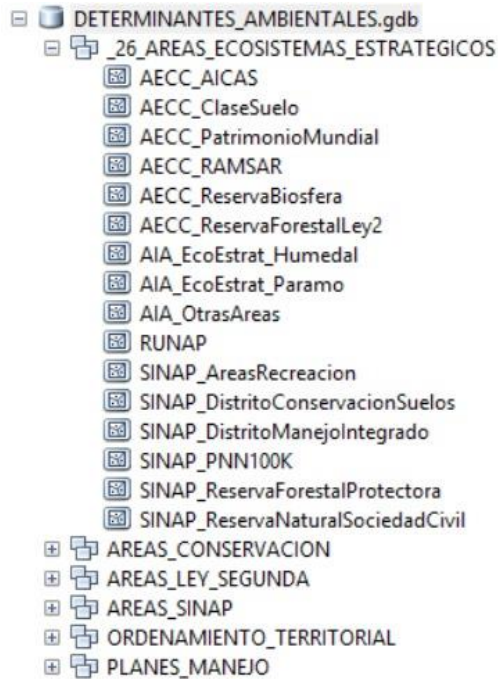 DETERMINANTES_AMBIENTALES.gdb
_26_AREAS_ECOSISTEMAS_ESTRATEGICOS
AECC_AICAS
AECC_ClaseSuelo
AECC_PatrimonioMundial
AECC_RAMSAR
AECC_ReservaBiosfera
AECC_ReservaForestalLey2
AIA_EcoEstrat_Humedal
AIA_EcoEstrat_Paramo
AIA_OtrasAreas
RUNAP
SINAP_AreasRecreacion
SINAP_DistritoConservacionSuelos
SINAP_DistritoManejoIntegrado
SINAP_PNN100K
SINAP_ReservaForestalProtectora
SINAP_ReservaNaturalSociedadCivil
AREAS_CONSERVACION
AREAS_LEY_SEGUNDA
AREAS_SINAP
ORDENAMIENTO_TERRITORIAL
PLANES_MANEJO